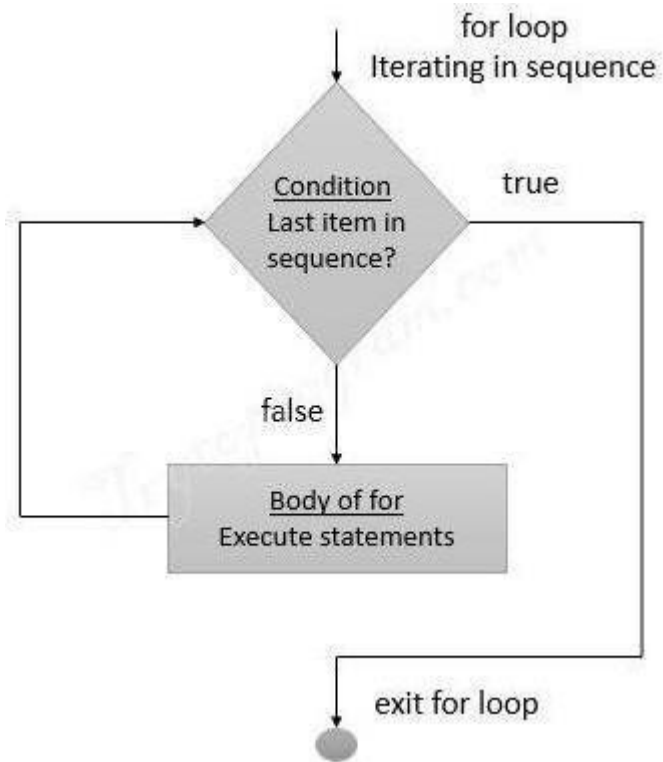 for loop
Iterating in sequence
Condition
Last item in
sequence?
true
false
Body of for
Execute statements
exit for loop